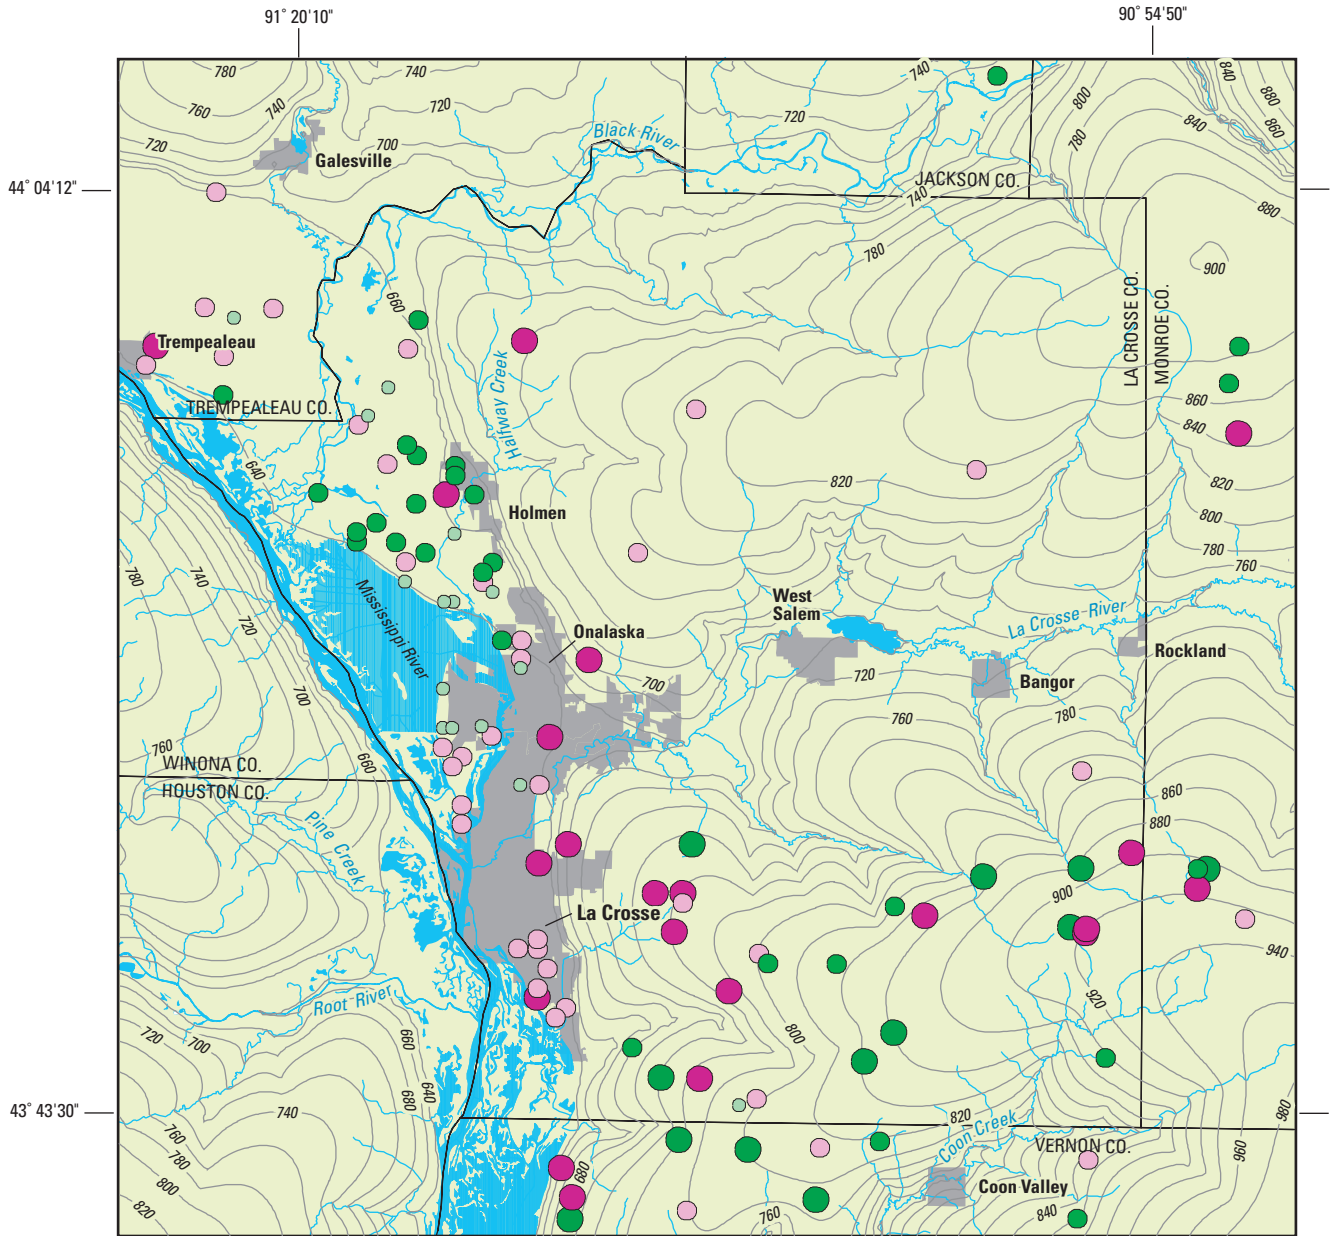 91° 20'10"
90° 54'50"
780
740
740
840
880
760
740
720
720
800
860
720
700
Black River
780
840
Galesville
44° 04'12"
JACKSON CO.
740
880
780
900
660
LA CROSSE CO.
MONROE CO.
Trempealeau
Halfway Creek
860
TREMPEALEAU CO.
840
640
820
820
Holmen
800
780
780
740
760
Mississippi River
West
Salem
La Crosse River
720
Onalaska
Rockland
700
700
720
Bangor
760
780
760
660
WINONA CO.
HOUSTON CO.
860
Pine Creek
880
900
La Crosse
940
Root River
920
720
700
660
800
640
43° 43'30"
680
740
820
980
Coon Creek
760
VERNON CO.
960
780
680
800
Coon Valley
820
760
840